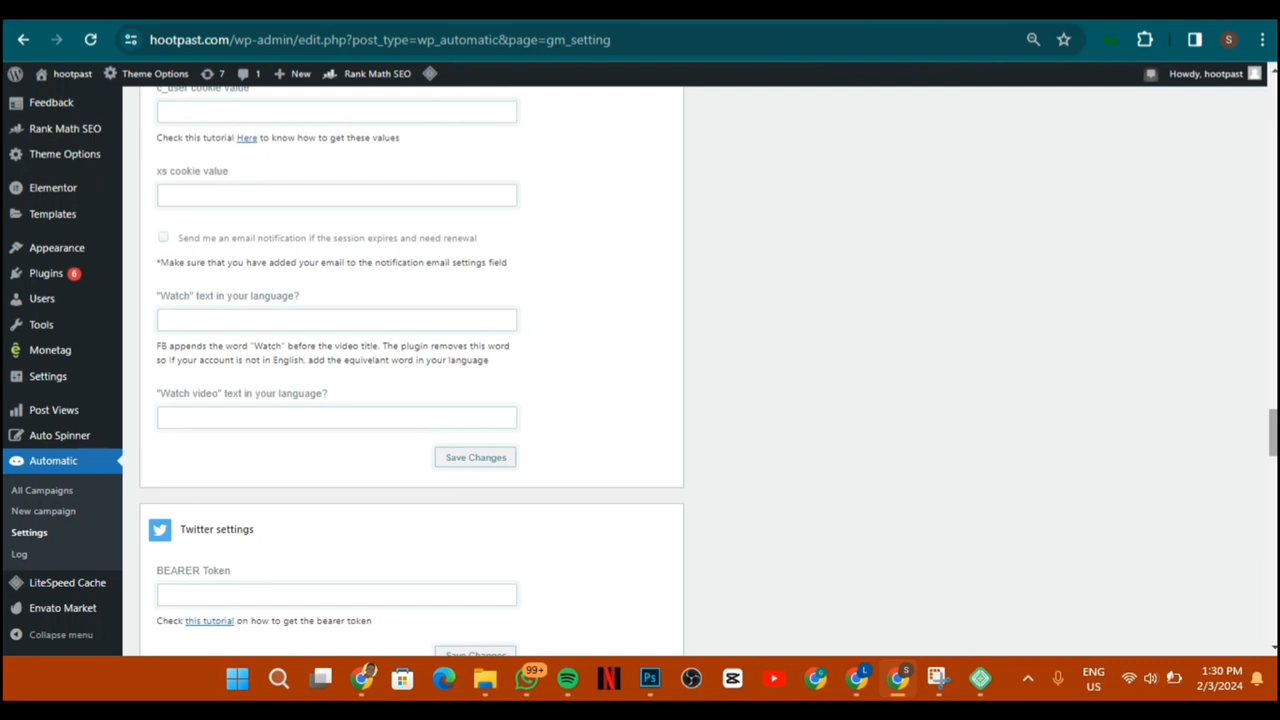 hootpast.com/wp-admin/edit.php?post_type=wp_automatic&page=gm_setting
S
hootpast
Theme Options
7
1
New
Rank Math SEO
Howdy, hootpast
Feedback
Rank Math SEO
Theme Options
Elementor
Templates
Appearance
Plugins 6
Users
Tools
Monetag
Settings
Post Views
Auto Spinner
Automatic
All Campaigns
New campaign
Settings
Log
LiteSpeed Cache
Envato Market
Collapse menu
c_user cookie value
Check this tutorial Here to know how to get these values
xs cookie value
Send me an email notification if the session expires and need renewal
*Make sure that you have added your email to the notification email settings field
"Watch" text in your language?
FB appends the word "Watch" before the video title. The plugin removes this word
so if your account is not in English, add the equivelant word in your language
"Watch video" text in your language?
Save Changes
Twitter settings
BEARER Token
Check this tutorial on how to get the bearer token
Save Changes
99+
N
Ps
L
S
ENG
US
1:30 PM
2/3/2024